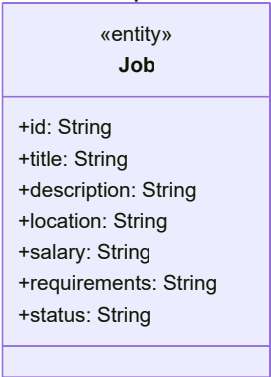 «entity»
Job
+id: String
+title: String
+description: String
+location: String
+salary: String
+requirements: String
+status: String